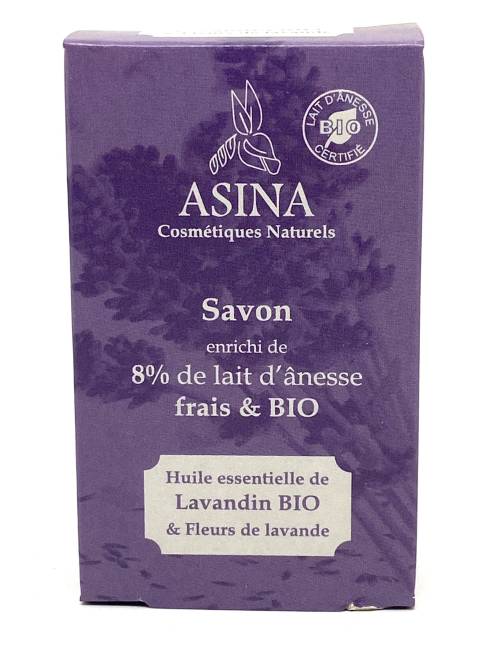 LAIT D'ÂNESSE
BIO
CERTIFIÉ
ASINA
Cosmétiques Naturels
Savon
enrichi de
8% de lait d'ânesse
frais & BIO
Huile essentielle de
Lavandin BIO
& Fleurs de lavande